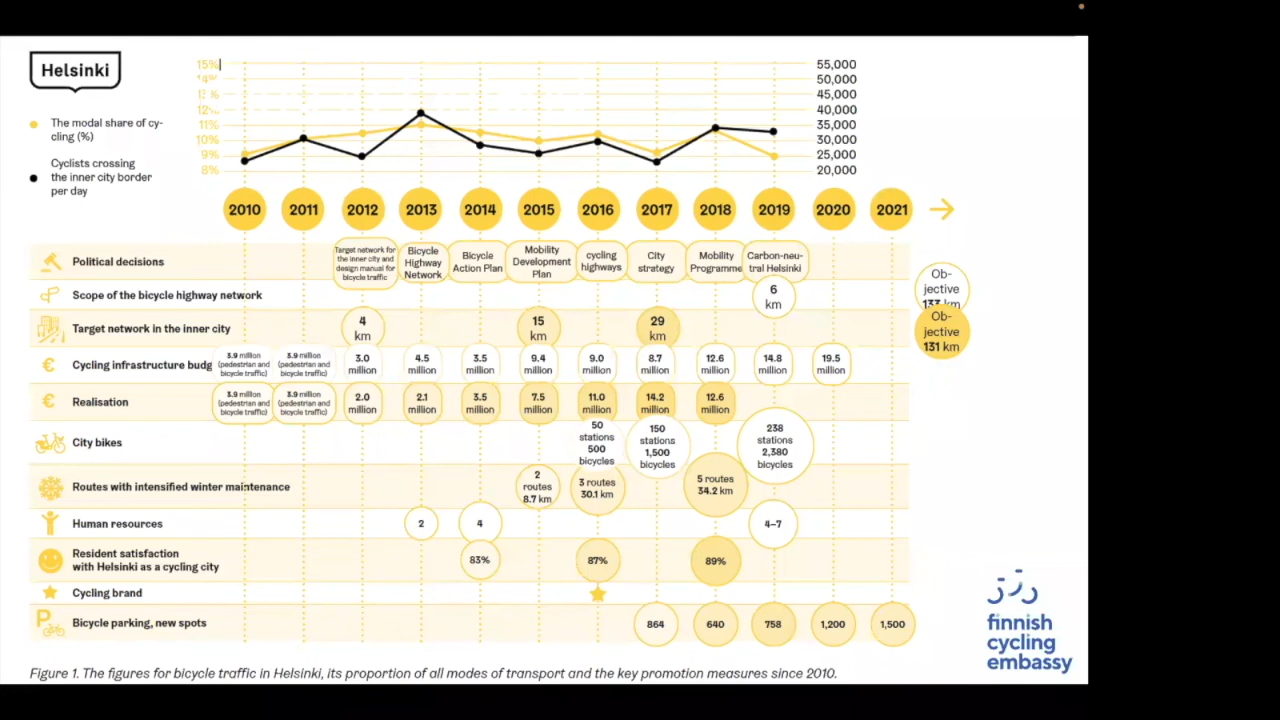 Helsinki
The modal share of cy-
cling (%)
Cyclists crossing
the inner city border
per day
15%
14%
12%
11%
10%
9%
8%
55,000
50,000
45,000
40,000
35,000
30,000
25,000
20,000
2010 2011 2012 2013 2014 2015 2016 2017 2018 2019 2020 2021
Political decisions
Target network for
the inner city and
design manual for
bicycle traffic
Bicycle
Highway
Network
Bicycle
Action Plan
Mobility
Development
Plan
cycling
highways
City
strategy
Mobility
Programme
Carbon-neu-
tral Helsinki
Scope of the bicycle highway network
6
km
Ob-
jective
133 km
Target network in the inner city
4
km
15
km
29
km
Ob-
jective
131 km
Cycling infrastructure budg
3.9 million
(pedestrian and
bicycle traffic)
3.9 million
(pedestrian and
bicycle traffic)
3.0
million
4.5
million
3.5
million
9.4
million
9.0
million
8.7
million
12.6
million
14.8
million
19.5
million
Realisation
3.9 million
(pedestrian and
bicycle traffic)
3.9 million
(pedestrian and
bicycle traffic)
2.0
million
2.1
million
3.5
million
7.5
million
11.0
million
14.2
million
12.6
million
City bikes
50
stations
500
bicycles
150
stations
1,500
bicycles
238
stations
2,380
bicycles
Routes with intensified winter maintenance
2
routes
8.7 km
3 routes
30.1 km
5 routes
34.2 km
Human resources
2
4
4–7
Resident satisfaction
with Helsinki as a cycling city
83%
87%
89%
Cycling brand
Bicycle parking, new spots
864
640
758
1,200
1,500
finnish
cycling
embassy
Figure 1. The figures for bicycle traffic in Helsinki, its proportion of all modes of transport and the key promotion measures since 2010.